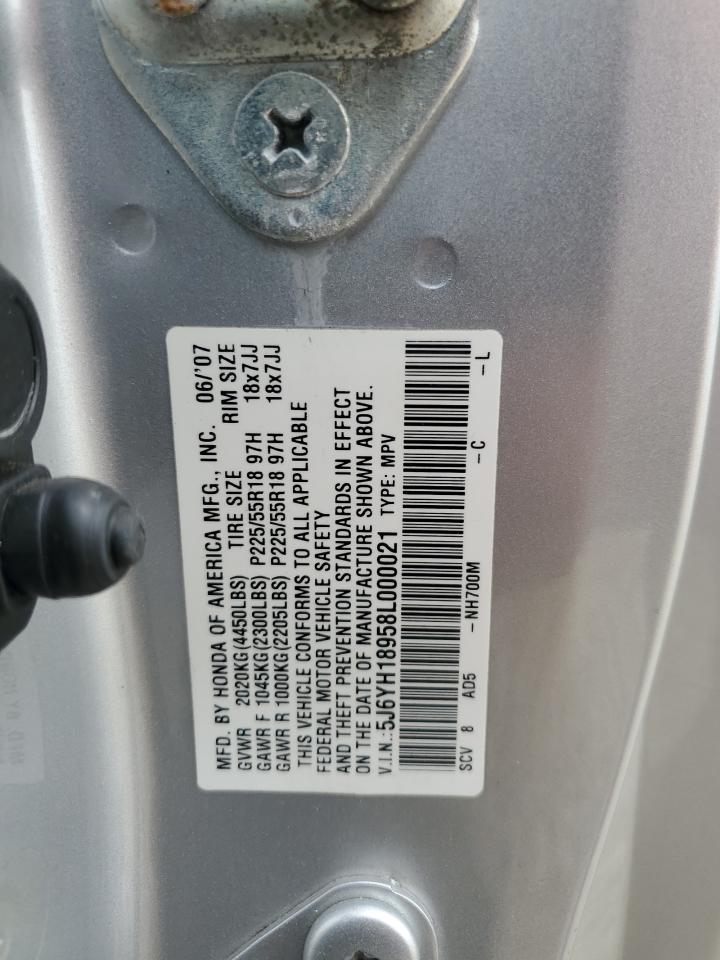 MFD. BY HONDA OF AMERICA MFG., INC. 06/'07
GVWR 2020KG(4450LBS) TIRE SIZE RIM SIZE
GAWR F 1045KG(2300LBS) P225/55R18 97H 18x7JJ
GAWR R 1000KG(2205LBS) P225/55R18 97H 18x7JJ
THIS VEHICLE CONFORMS TO ALL APPLICABLE
FEDERAL MOTOR VEHICLE SAFETY
AND THEFT PREVENTION STANDARDS IN EFFECT
ON THE DATE OF MANUFACTURE SHOWN ABOVE.
V.I.N.:5J6YH18958L000021 TYPE: MPV
SCV 8 AD5 -NH700M -C -L